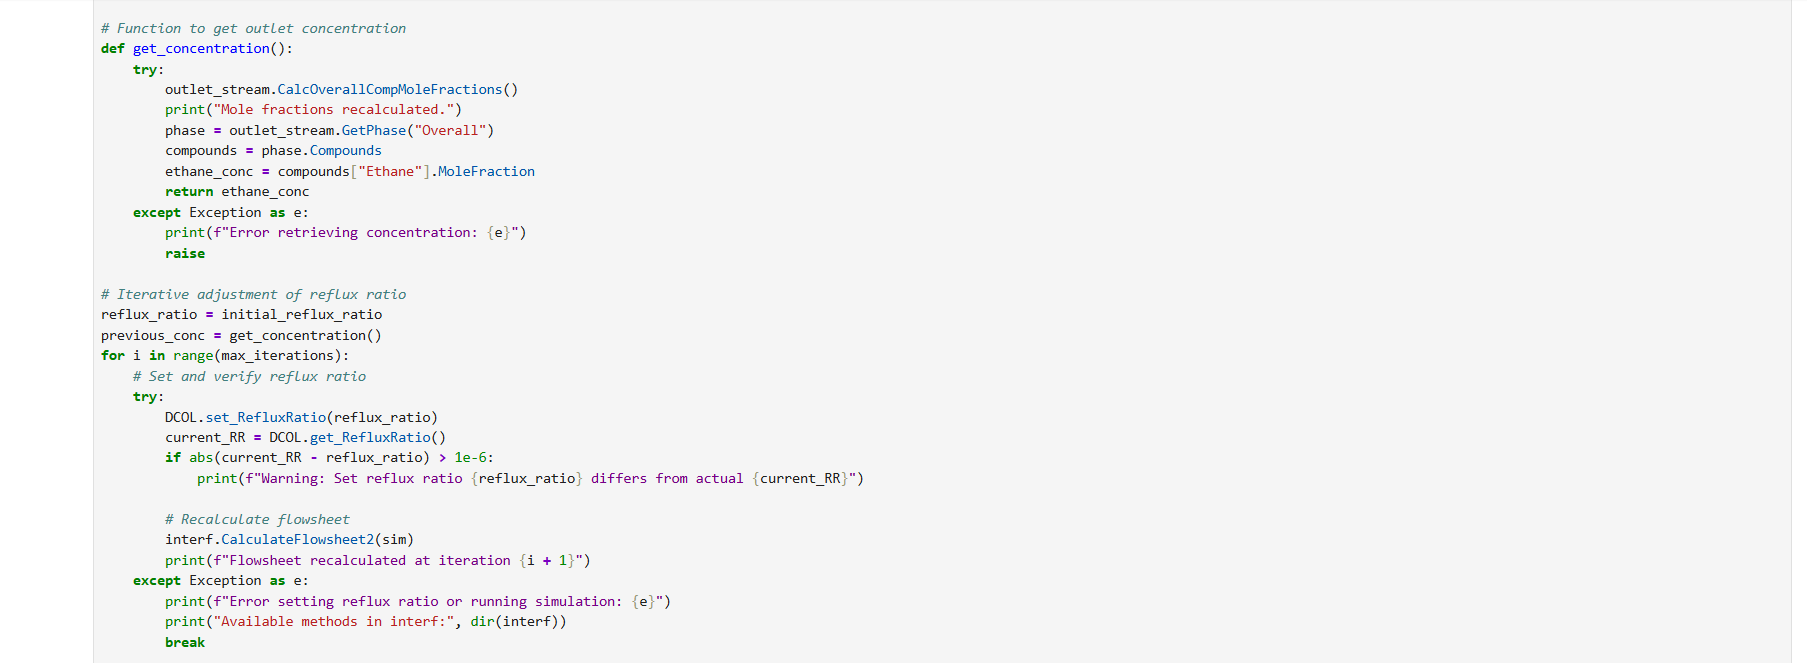 # Function to get outlet concentration
def get_concentration():
    try:
        outlet_stream.CalcOverallCompMoleFractions()
        print("Mole fractions recalculated.")
        phase = outlet_stream.GetPhase("Overall")
        compounds = phase.Compounds
        ethane_conc = compounds["Ethane"].MoleFraction
        return ethane_conc
    except Exception as e:
        print(f"Error retrieving concentration: {e}")
        raise

# Iterative adjustment of reflux ratio
reflux_ratio = initial_reflux_ratio
previous_conc = get_concentration()
for i in range(max_iterations):
    # Set and verify reflux ratio
    try:
        DCOL.set_RefluxRatio(reflux_ratio)
        current_RR = DCOL.get_RefluxRatio()
        if abs(current_RR - reflux_ratio) > 1e-6:
            print(f"Warning: Set reflux ratio {reflux_ratio} differs from actual {current_RR}")

        # Recalculate flowsheet
        interf.CalculateFlowsheet2(sim)
        print(f"Flowsheet recalculated at iteration {i + 1}")
    except Exception as e:
        print(f"Error setting reflux ratio or running simulation: {e}")
        print("Available methods in interf:", dir(interf))
        break